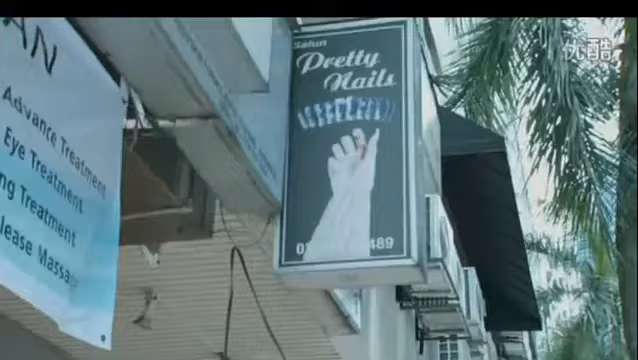 AN
Advance Treatment
Eye Treatment
ng Treatment
lease Massage
Salun
Pretty
Nails
489
优酷